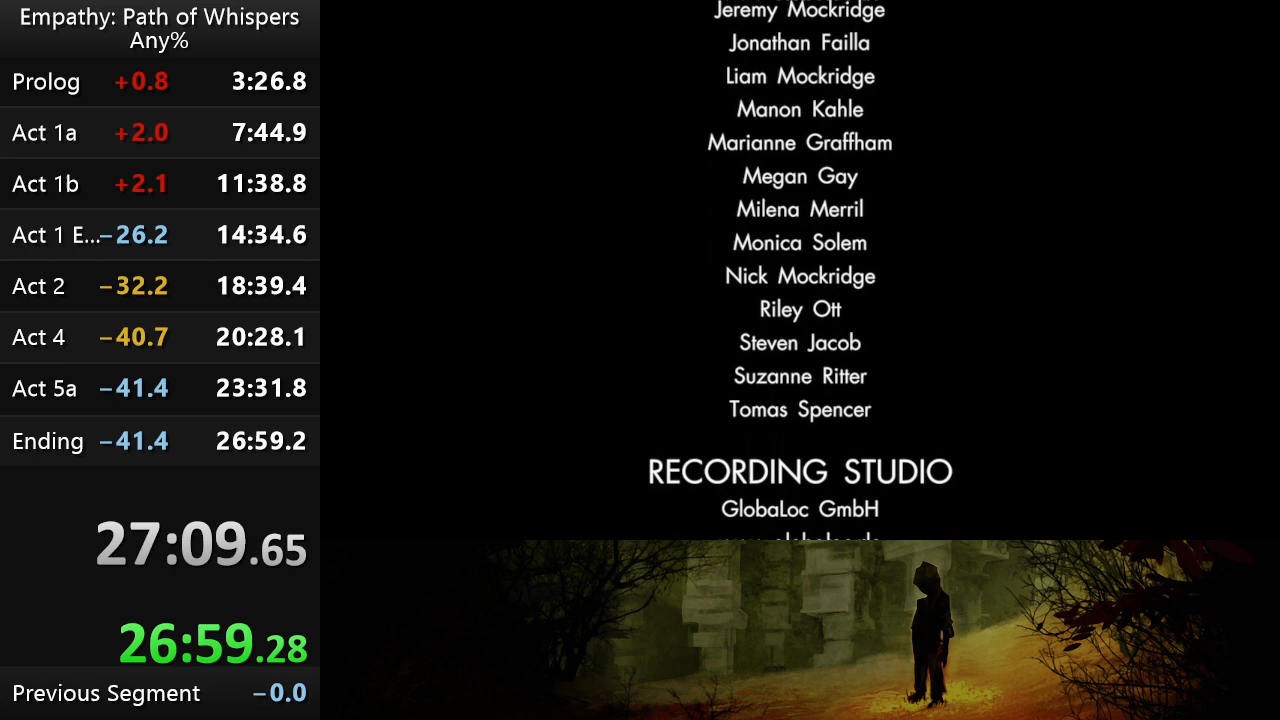 Empathy: Path of Whispers
Any%
Prolog +0.8 3:26.8
Act 1a +2.0 7:44.9
Act 1b +2.1 11:38.8
Act 1 E... −26.2 14:34.6
Act 2 −32.2 18:39.4
Act 4 −40.7 20:28.1
Act 5a −41.4 23:31.8
Ending −41.4 26:59.2
27:09.65
26:59.28
Previous Segment −0.0
Jeremy Mockridge
Jonathan Failla
Liam Mockridge
Manon Kahle
Marianne Graffham
Megan Gay
Milena Merril
Monica Solem
Nick Mockridge
Riley Ott
Steven Jacob
Suzanne Ritter
Tomas Spencer
RECORDING STUDIO
GlobaLoc GmbH